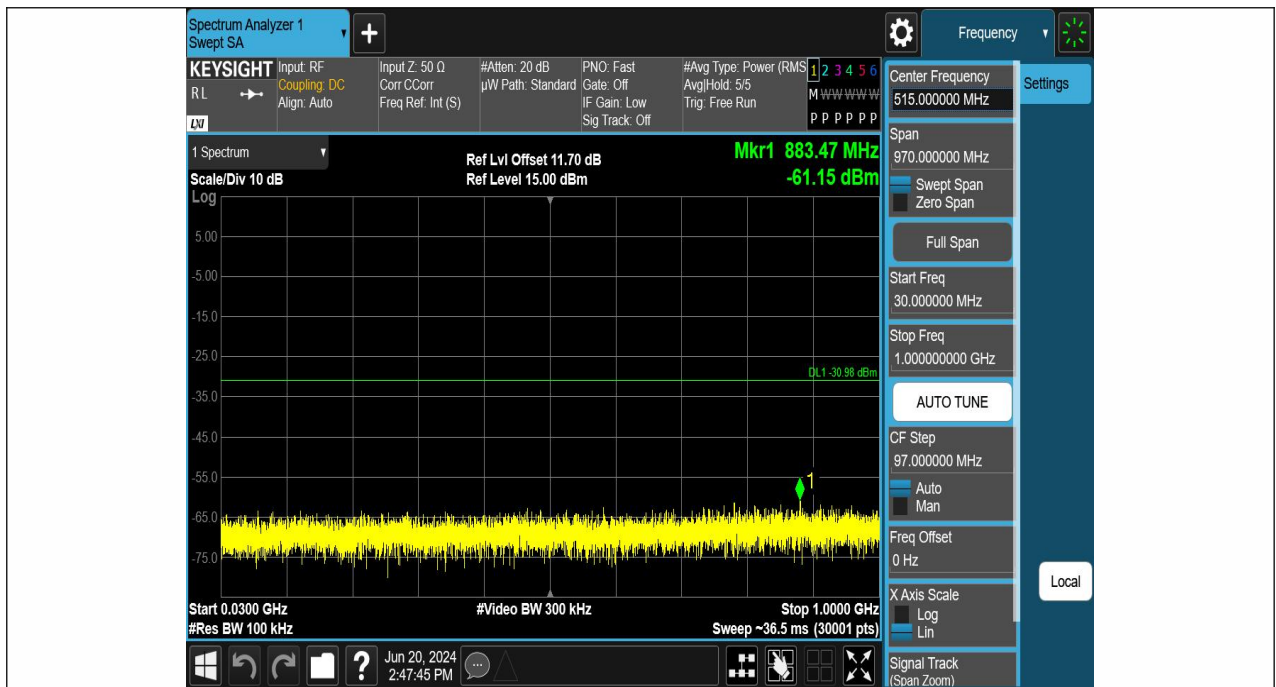 Spectrum Analyzer 1
Swept SA
+
Frequency
KEYSIGHT
RL
LXI
Input: RF
Coupling: DC
Align: Auto
Input Z: 50 Ω
Corr CCorr
Freq Ref: Int (S)
#Atten: 20 dB
µW Path: Standard
PNO: Fast
Gate: Off
IF Gain: Low
Sig Track: Off
#Avg Type: Power (RMS
Avg|Hold: 5/5
Trig: Free Run
1 2 3 4 5 6
M W W W W W
P P P P P P
1 Spectrum
Scale/Div 10 dB
Ref Lvl Offset 11.70 dB
Ref Level 15.00 dBm
Mkr1 883.47 MHz
-61.15 dBm
Log
5.00
-5.00
-15.0
-25.0
DL1 -30.98 dBm
-35.0
-45.0
-55.0
1
-65.0
-75.0
Start 0.0300 GHz
#Video BW 300 kHz
Stop 1.0000 GHz
#Res BW 100 kHz
Sweep ~36.5 ms (30001 pts)
Center Frequency
515.000000 MHz
Settings
Span
970.000000 MHz
Swept Span
Zero Span
Full Span
Start Freq
30.000000 MHz
Stop Freq
1.000000000 GHz
AUTO TUNE
CF Step
97.000000 MHz
Auto
Man
Freq Offset
0 Hz
Local
X Axis Scale
Log
Lin
Signal Track
(Span Zoom)
?
Jun 20, 2024
2:47:45 PM